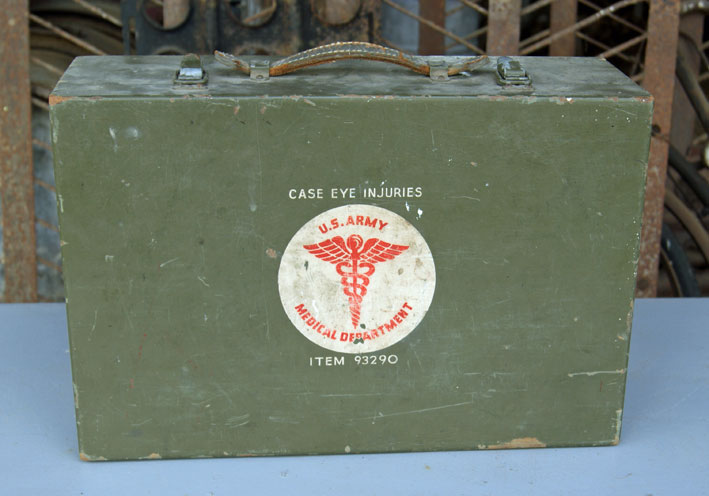 CASE EYE INJURIES
U.S. ARMY
MEDICAL DEPARTMENT
ITEM 93290